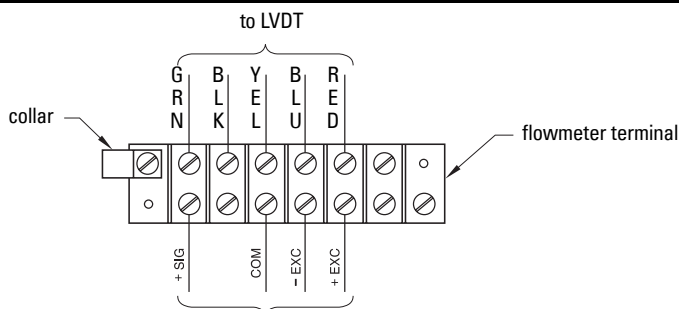 to LVDT
GRN
BLK
YEL
BLU
RED
collar
flowmeter terminal
+ SIG
COM
– EXC
+ EXC